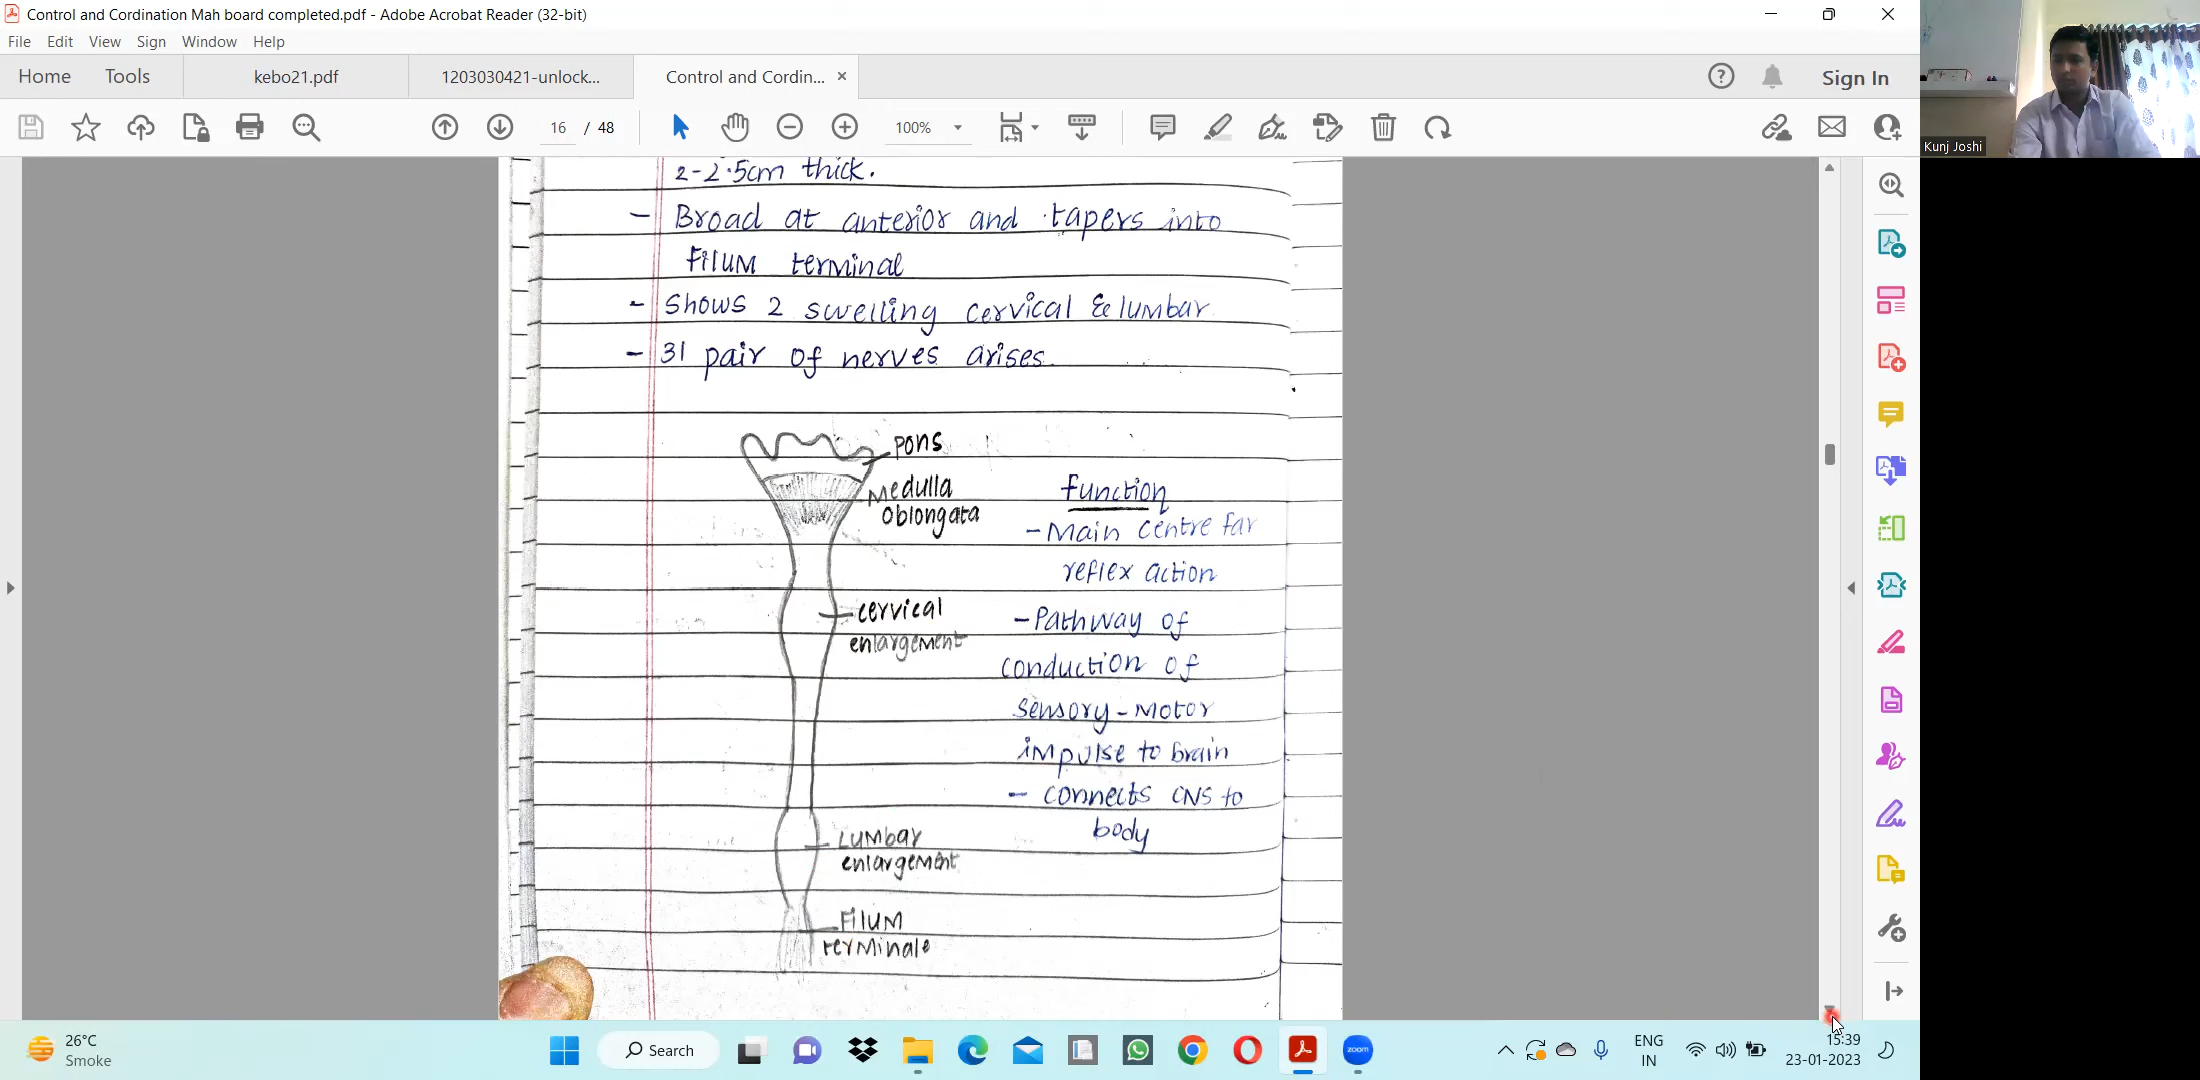 Control and Cordination Mah board completed.pdf - Adobe Acrobat Reader (32-bit)
File Edit View Sign Window Help
Home Tools kebo21.pdf 1203030421-unlock... Control and Cordin... × Sign In
16 / 48 100%
Kunj Joshi
2-2.5cm thick.
- Broad at anterior and tapers into
Filum terminal
- Shows 2 swelling cervical & lumbar
- 31 pair of nerves arises.
Pons
Medulla
Oblongata
cervical
enlargement
Lumbar
enlargement
Filum
terminale
Function
- Main centre for
reflex action
- Pathway of
conduction of
sensory - Motor
impulse to brain
- connects CNS to
body
26°C
Smoke
Search
zoom
ENG
IN
15:39
23-01-2023